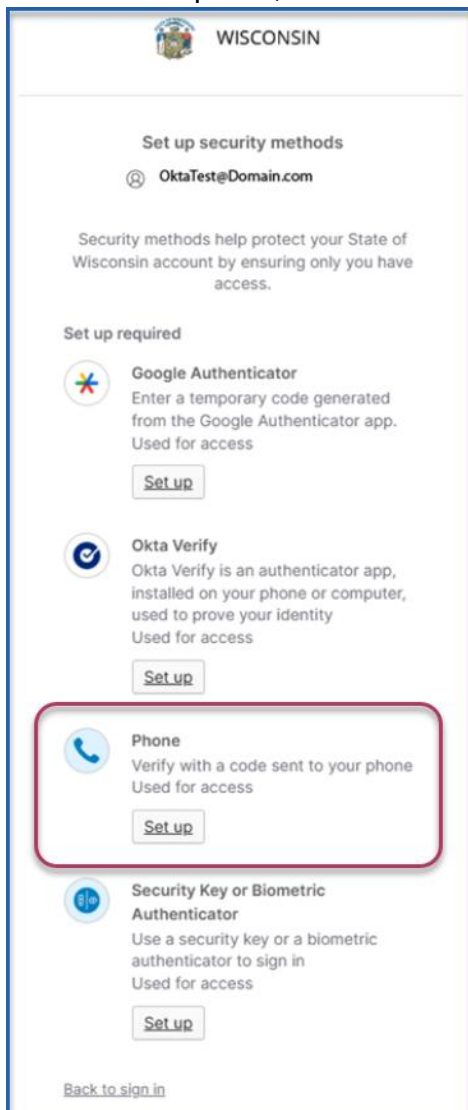 WISCONSIN
Set up security methods
OktaTest@Domain.com
Security methods help protect your State of
Wisconsin account by ensuring only you have
access.
Set up required
Google Authenticator
Enter a temporary code generated
from the Google Authenticator app.
Used for access
Set up
Okta Verify
Okta Verify is an authenticator app,
installed on your phone or computer,
used to prove your identity
Used for access
Set up
Phone
Verify with a code sent to your phone
Used for access
Set up
Security Key or Biometric
Authenticator
Use a security key or a biometric
authenticator to sign in
Used for access
Set up
Back to sign in